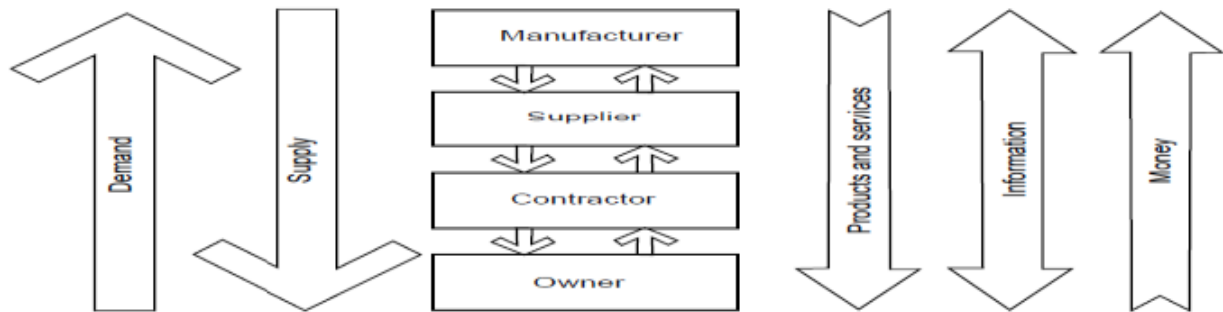 Demand
Supply
Manufacturer
Supplier
Contractor
Owner
Products and services
Information
Money